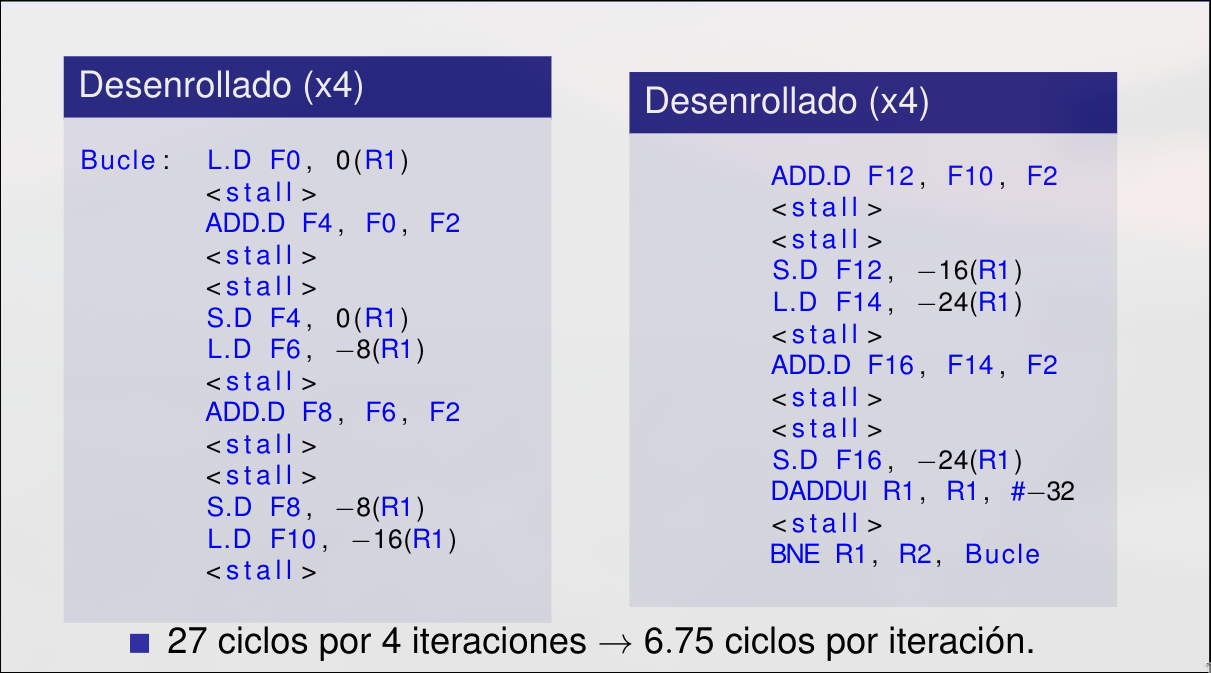 Desenrollado (x4)
Bucle: L.D F0, 0(R1)
<stall>
ADD.D F4, F0, F2
<stall>
<stall>
S.D F4, 0(R1)
L.D F6, −8(R1)
<stall>
ADD.D F8, F6, F2
<stall>
<stall>
S.D F8, −8(R1)
L.D F10, −16(R1)
<stall>
Desenrollado (x4)
ADD.D F12, F10, F2
<stall>
<stall>
S.D F12, −16(R1)
L.D F14, −24(R1)
<stall>
ADD.D F16, F14, F2
<stall>
<stall>
S.D F16, −24(R1)
DADDUI R1, R1, #−32
<stall>
BNE R1, R2, Bucle
27 ciclos por 4 iteraciones → 6.75 ciclos por iteración.